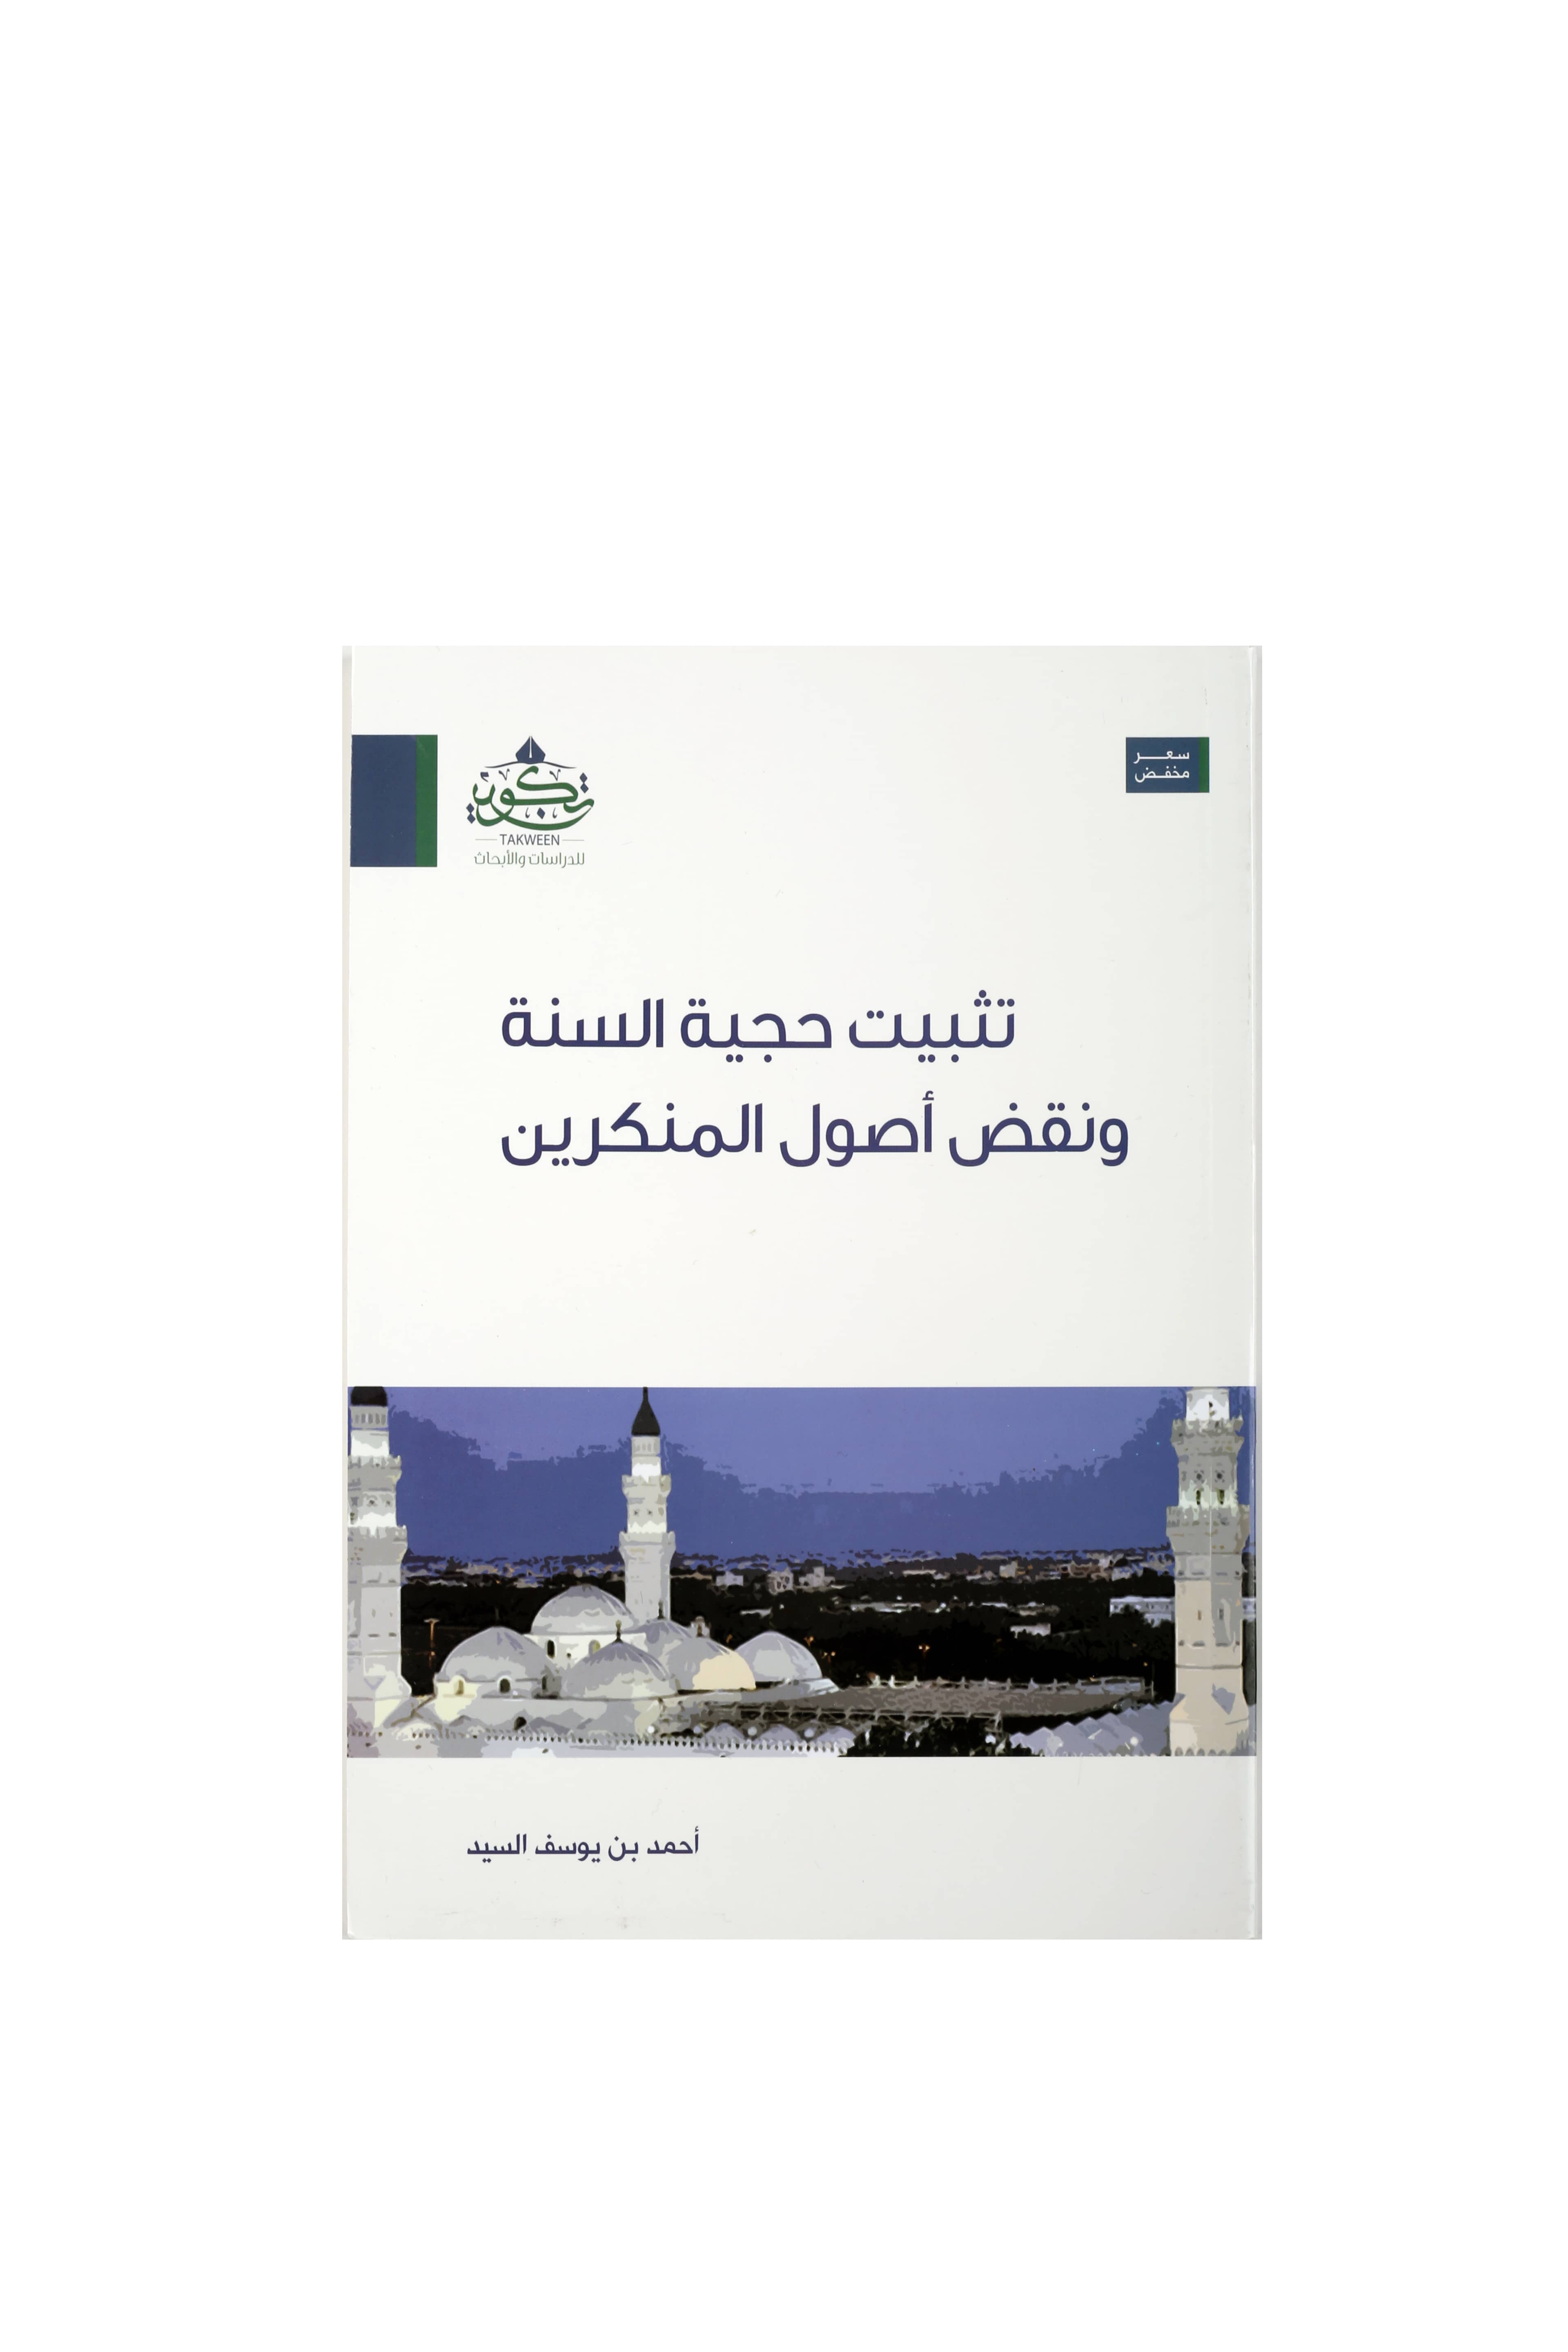 سعر
مخفض
تكوين
TAKWEEN
للدراسات والأبحاث
تثبيت حجية السنة
ونقض أصول المنكرين
أحمد بن يوسف السيد